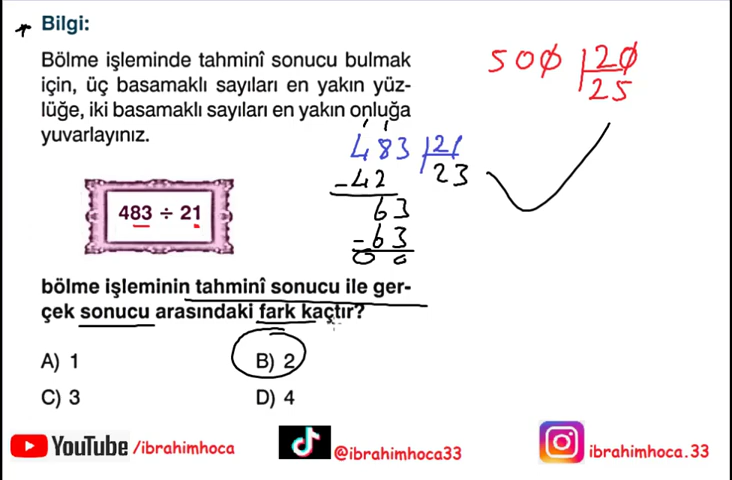 Bilgi:
Bölme işleminde tahminî sonucu bulmak
için, üç basamaklı sayıları en yakın yüz-
lüğe, iki basamaklı sayıları en yakın onluğa
yuvarlayınız.
500 20
25
483 21
-42 23
63
-63
00
483 ÷ 21
bölme işleminin tahminî sonucu ile ger-
çek sonucu arasındaki fark kaçtır?
A) 1
B) 2
C) 3
D) 4
YouTube /ibrahimhoca
@ibrahimhoca33
ibrahimhoca.33